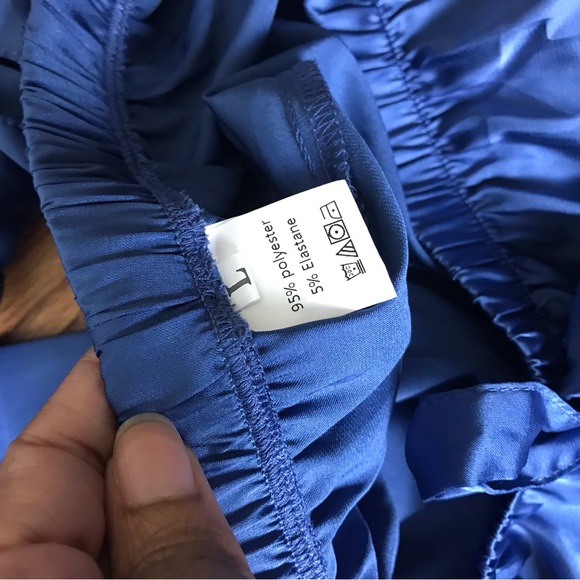 95% polyester
5% Elastane
L